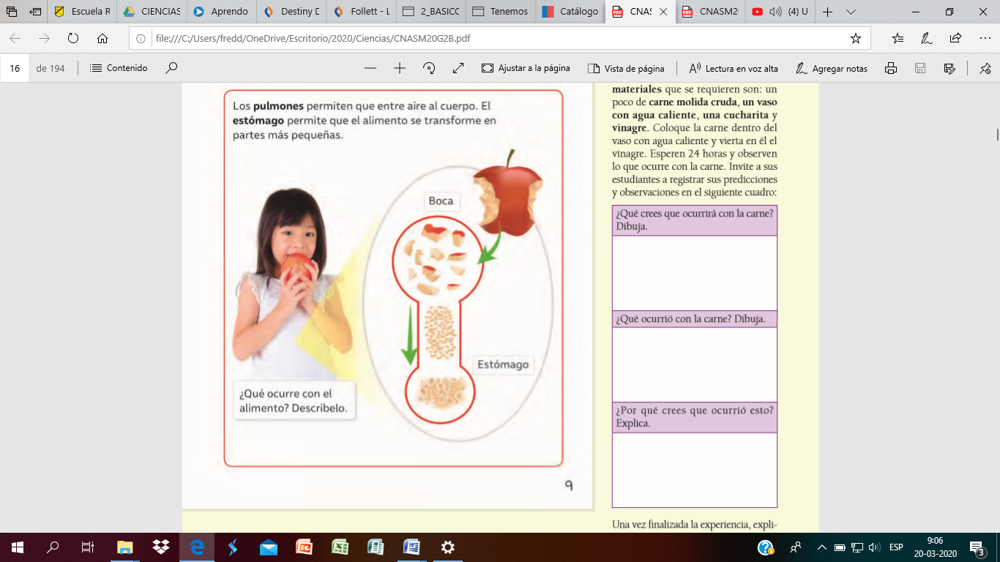 Escuela R
CIENCIAS
Aprendo
Destiny D
Follett - L
2_BASICO
Tenemos
Catálogo
CNAS
CNASM20
(4) U
file:///C:/Users/fredd/OneDrive/Escritorio/2020/Ciencias/CNASM20G2B.pdf
16 de 194
Contenido
Ajustar a la página
Vista de página
Lectura en voz alta
Agregar notas
Los pulmones permiten que entre aire al cuerpo. El
estómago permite que el alimento se transforme en
partes más pequeñas.
Boca
Estómago
¿Qué ocurre con el
alimento? Descríbelo.
9
materiales que se requieren son: un
poco de carne molida cruda, un vaso
con agua caliente, una cucharita y
vinagre. Coloque la carne dentro del
vaso con agua caliente y vierta en él el
vinagre. Esperen 24 horas y observen
lo que ocurre con la carne. Invite a sus
estudiantes a registrar sus predicciones
y observaciones en el siguiente cuadro:
¿Qué crees que ocurrirá con la carne?
Dibuja.
¿Qué ocurrió con la carne? Dibuja.
¿Por qué crees que ocurrió esto?
Explica.
Una vez finalizada la experiencia, expli-
ESP
9:06
20-03-2020
3